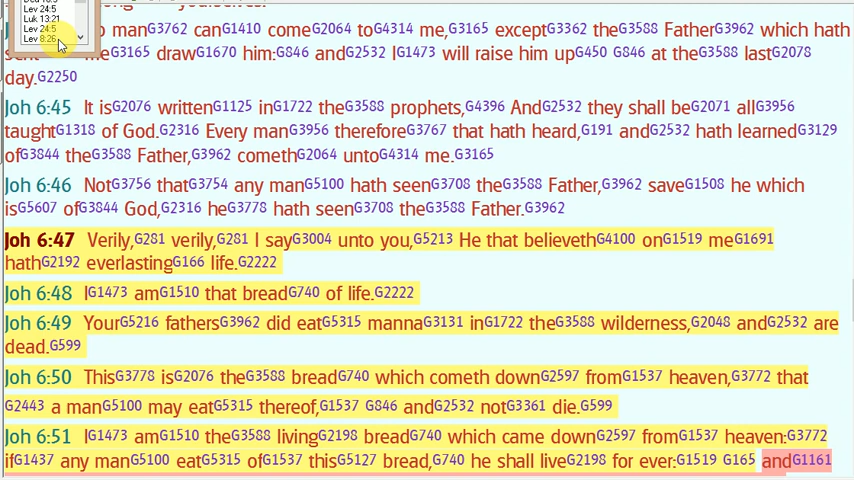 Lev 24:5
Luk 13:21
Lev 24:5
Lev 8:26
man G3762 can G1410 come G2064 to G4314 me, G3165 except G3362 the G3588 Father G3962 which hath
me G3165 draw G1670 him: G846 and G2532 I G1473 will raise him up G450 G846 at the G3588 last G2078
day. G2250
Joh 6:45 It is G2076 written G1125 in G1722 the G3588 prophets, G4396 And G2532 they shall be G2071 all G3956
taught G1318 of God. G2316 Every man G3956 therefore G3767 that hath heard, G191 and G2532 hath learned G3129
of G3844 the G3588 Father, G3962 cometh G2064 unto G4314 me. G3165
Joh 6:46 Not G3756 that G3754 any man G5100 hath seen G3708 the G3588 Father, G3962 save G1508 he which
is G5607 of G3844 God, G2316 he G3778 hath seen G3708 the G3588 Father. G3962
Joh 6:47 Verily, G281 verily, G281 I say G3004 unto you, G5213 He that believeth G4100 on G1519 me G1691
hath G2192 everlasting G166 life. G2222
Joh 6:48 I G1473 am G1510 that bread G740 of life. G2222
Joh 6:49 Your G5216 fathers G3962 did eat G5315 manna G3131 in G1722 the G3588 wilderness, G2048 and G2532 are
dead. G599
Joh 6:50 This G3778 is G2076 the G3588 bread G740 which cometh down G2597 from G1537 heaven, G3772 that
G2443 a man G5100 may eat G5315 thereof, G1537 G846 and G2532 not G3361 die. G599
Joh 6:51 I G1473 am G1510 the G3588 living G2198 bread G740 which came down G2597 from G1537 heaven: G3772
if G1437 any man G5100 eat G5315 of G1537 this G5127 bread, G740 he shall live G2198 for ever: G1519 G165 and G1161